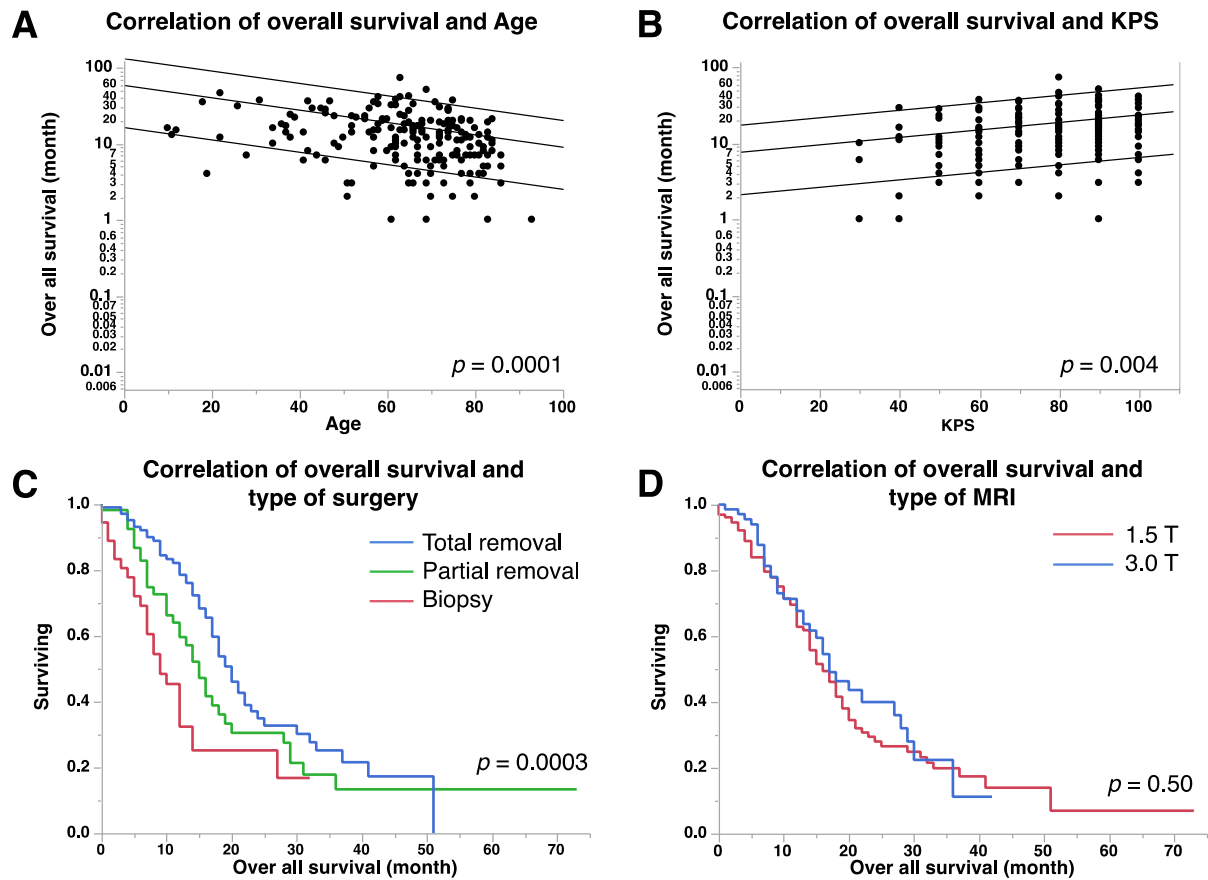 A
Correlation of overall survival and Age
Over all survival (month)
100
60
40
30
20
10
7
5
4
3
2
1
0.6
0.4
0.3
0.2
0.1
0.07
0.05
0.04
0.03
0.02
0.01
0.006
p = 0.0001
0 20 40 60 80 100
Age
B
Correlation of overall survival and KPS
Over all survival (month)
100
60
40
30
20
10
7
5
4
3
2
1
0.6
0.4
0.3
0.2
0.1
0.07
0.05
0.04
0.03
0.02
0.01
0.006
p = 0.004
0 20 40 60 80 100
KPS
C
Correlation of overall survival and
type of surgery
Surviving
1.0
0.8
0.6
0.4
0.2
0.0
Total removal
Partial removal
Biopsy
p = 0.0003
0 10 20 30 40 50 60 70
Over all survival (month)
D
Correlation of overall survival and
type of MRI
Surviving
1.0
0.8
0.6
0.4
0.2
0.0
1.5 T
3.0 T
p = 0.50
0 10 20 30 40 50 60 70
Over all survival (month)